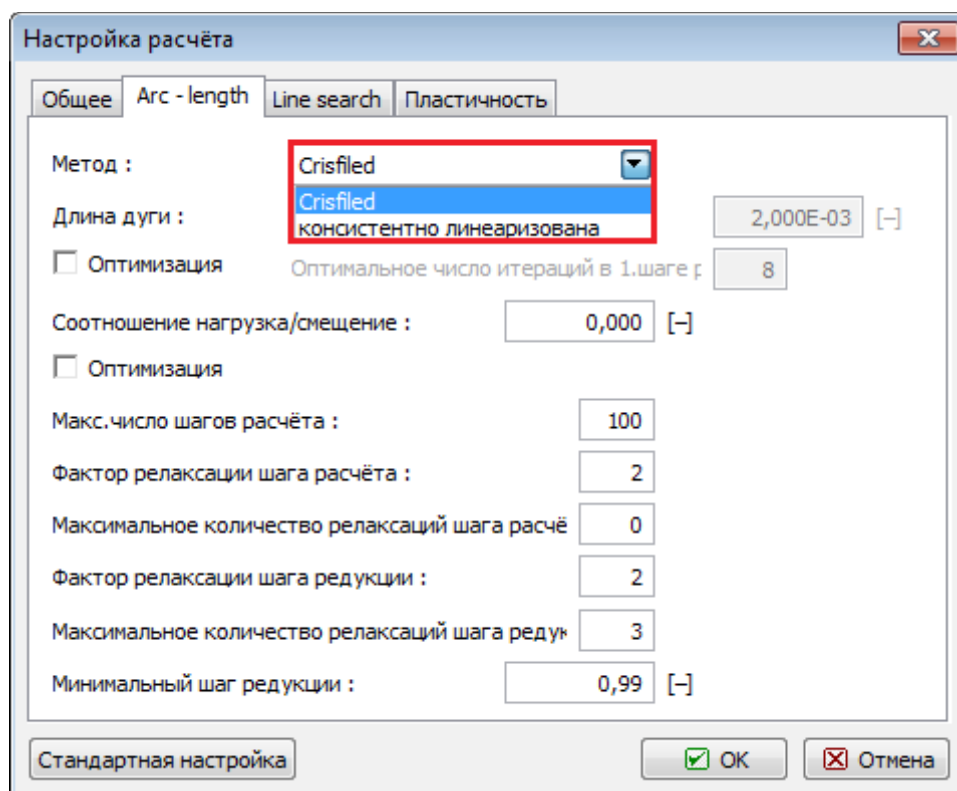 Настройка расчёта
Общее Arc - length Line search Пластичность
Метод : Crisfiled
Crisfiled
Длина дуги : 2,000E-03 [–]
консистентно линеаризована
Оптимизация Оптимальное число итераций в 1.шаге р 8
Соотношение нагрузка/смещение : 0,000 [–]
Оптимизация
Макс.число шагов расчёта : 100
Фактор релаксации шага расчёта : 2
Максимальное количество релаксаций шага расчё 0
Фактор релаксации шага редукции : 2
Максимальное количество релаксаций шага редук 3
Минимальный шаг редукции : 0,99 [–]
Стандартная настройка OK Отмена